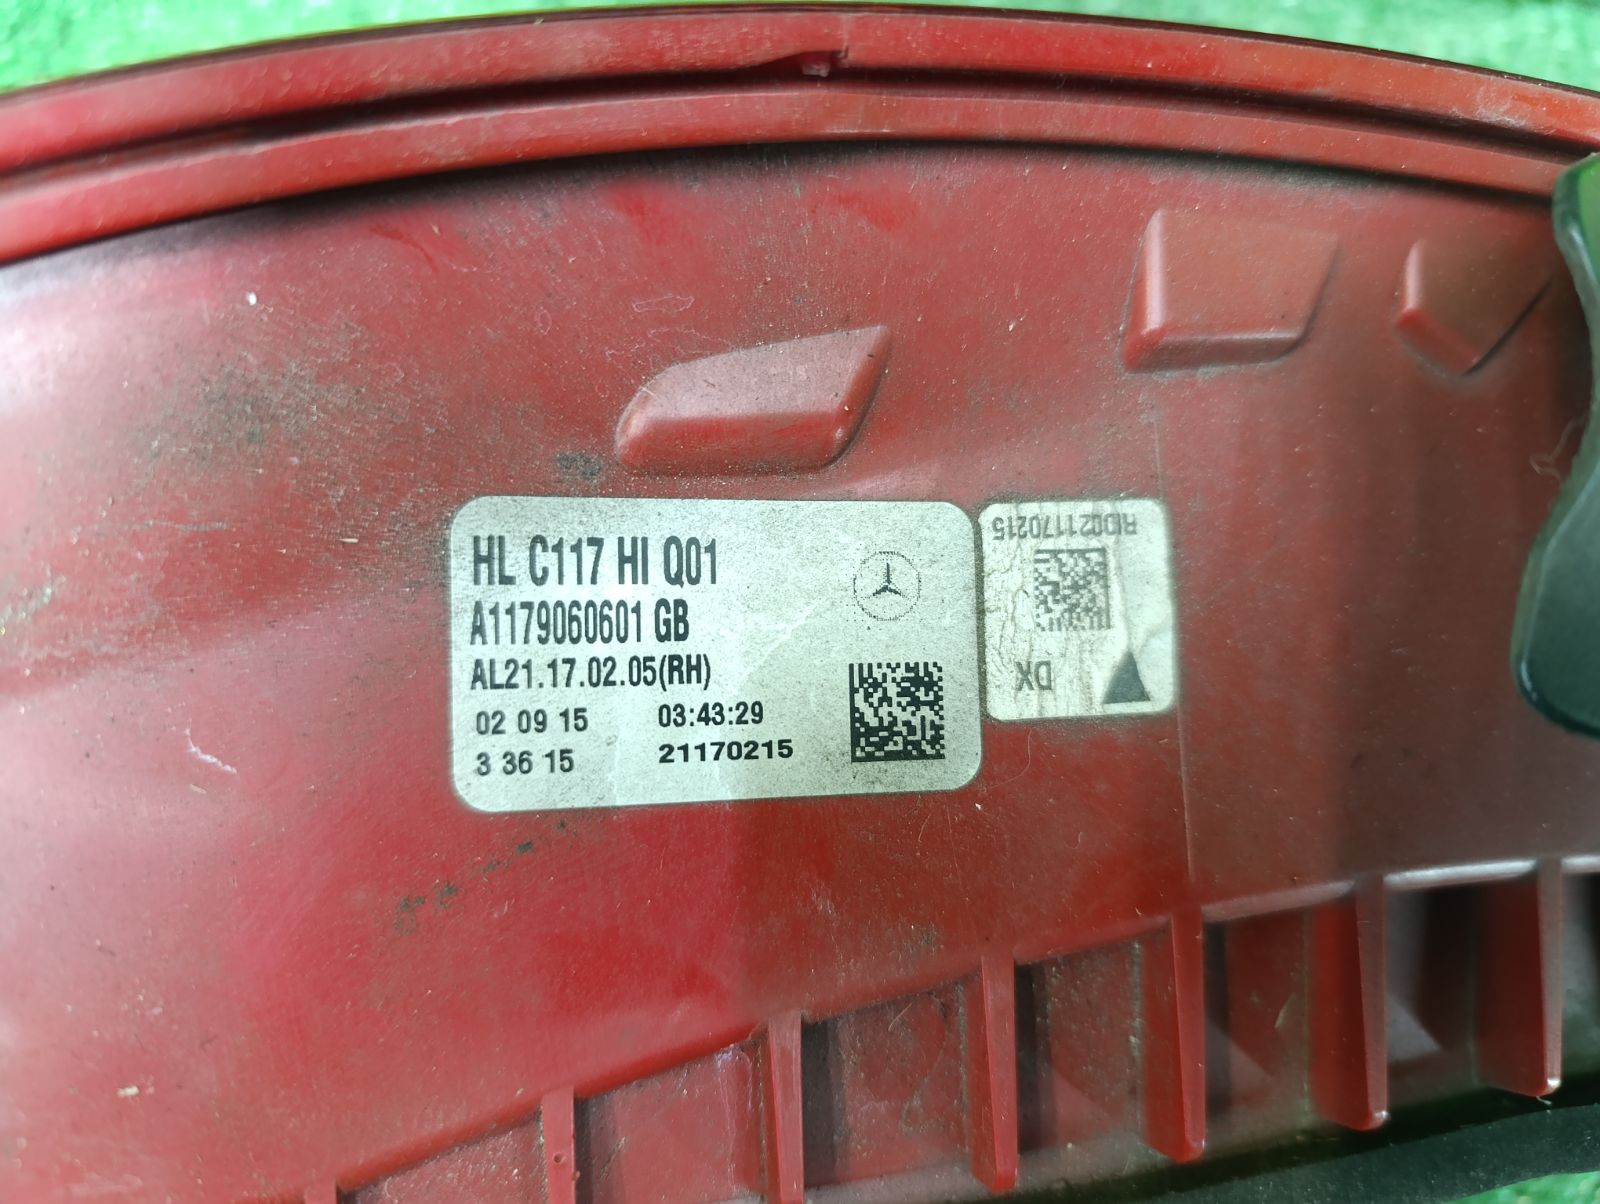 HL C117 HI Q01
A1179060601 GB
AL21.17.02.05(RH)
02 09 15 03:43:29
3 36 15 21170215
RID021170215
DX